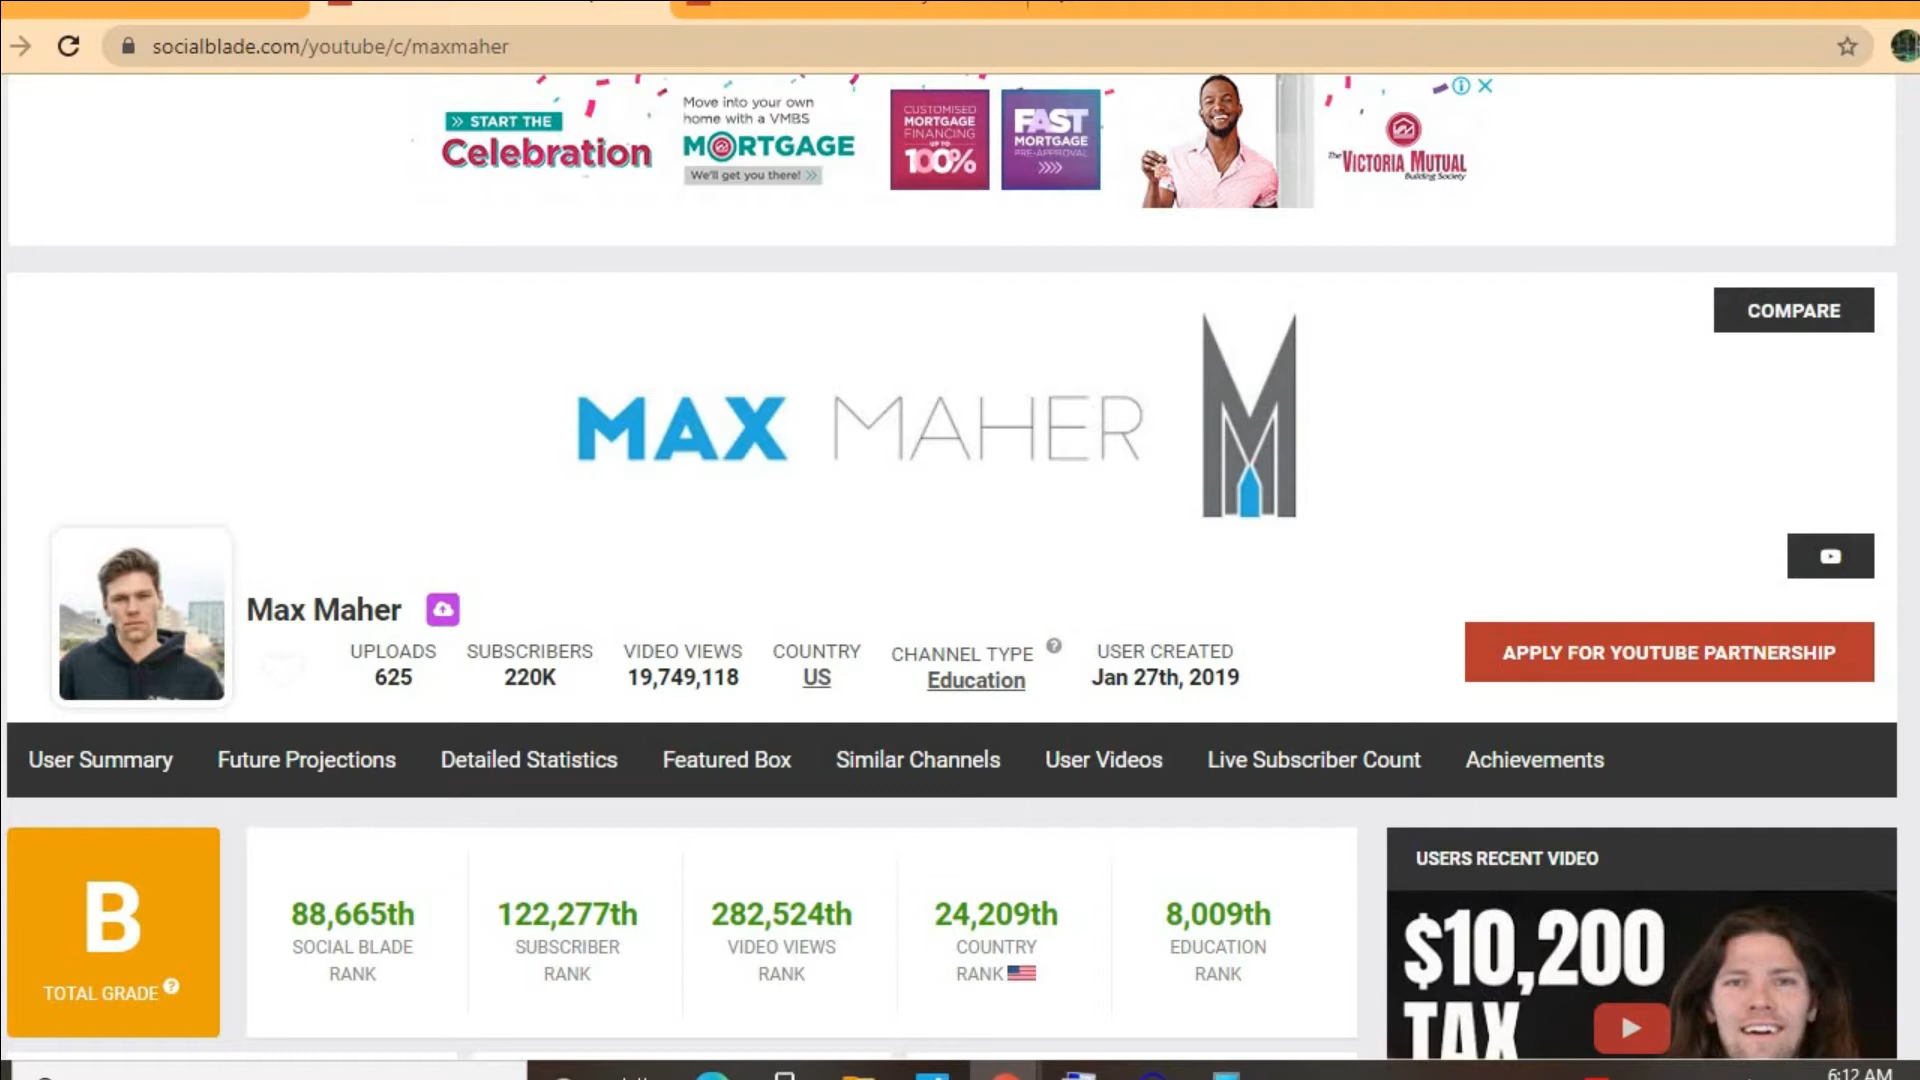 socialblade.com/youtube/c/maxmaher
>> START THE
Celebration
Move into your own
home with a VMBS
MORTGAGE
We'll get you there! >>
CUSTOMISED
MORTGAGE
FINANCING
UP TO
100%
FAST
MORTGAGE
PRE-APPROVAL
The VICTORIA MUTUAL
Building Society
COMPARE
MAX MAHER
Max Maher
UPLOADS
625
SUBSCRIBERS
220K
VIDEO VIEWS
19,749,118
COUNTRY
US
CHANNEL TYPE
Education
USER CREATED
Jan 27th, 2019
APPLY FOR YOUTUBE PARTNERSHIP
User Summary Future Projections Detailed Statistics Featured Box Similar Channels User Videos Live Subscriber Count Achievements
B
TOTAL GRADE
88,665th
SOCIAL BLADE
RANK
122,277th
SUBSCRIBER
RANK
282,524th
VIDEO VIEWS
RANK
24,209th
COUNTRY
RANK
8,009th
EDUCATION
RANK
USERS RECENT VIDEO
$10,200
TAX
6:12 AM